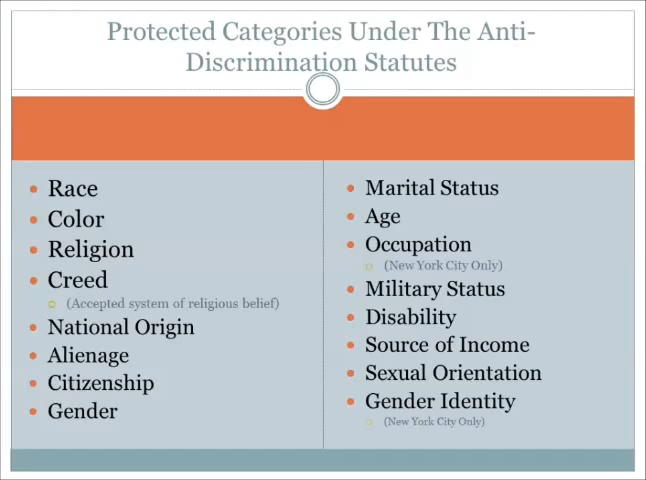 Protected Categories Under The Anti-
Discrimination Statutes
Race
Color
Religion
Creed
(Accepted system of religious belief)
National Origin
Alienage
Citizenship
Gender
Marital Status
Age
Occupation
(New York City Only)
Military Status
Disability
Source of Income
Sexual Orientation
Gender Identity
(New York City Only)